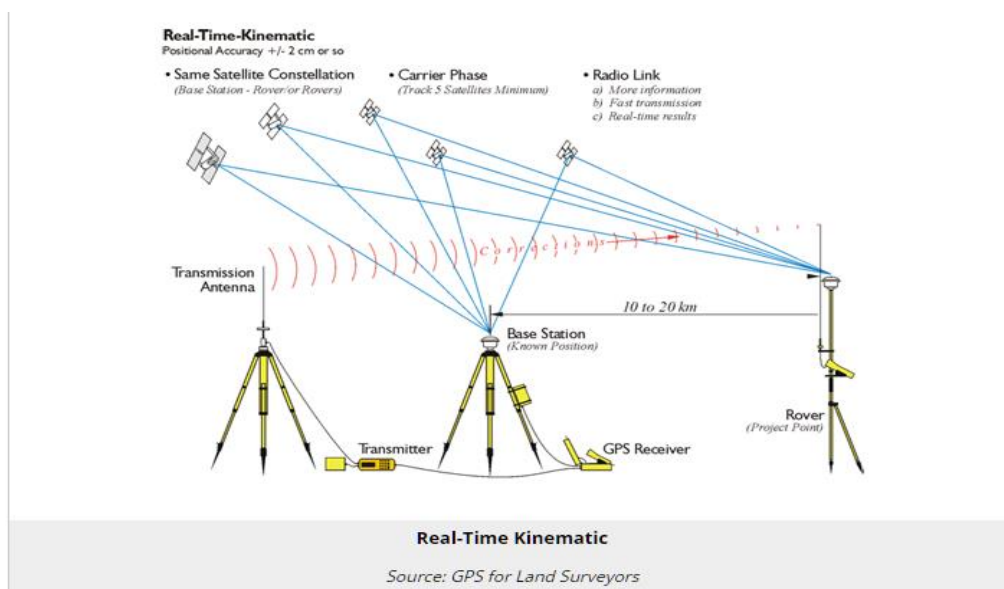 Real-Time-Kinematic
Positional Accuracy +/- 2 cm or so
• Same Satellite Constellation
(Base Station - Rover/or Rovers)
• Carrier Phase
(Track 5 Satellites Minimum)
• Radio Link
a) More information
b) Fast transmission
c) Real-time results
Corrections
Transmission
Antenna
10 to 20 km
Base Station
(Known Position)
Rover
(Project Point)
Transmitter
GPS Receiver
Real-Time Kinematic
Source: GPS for Land Surveyors